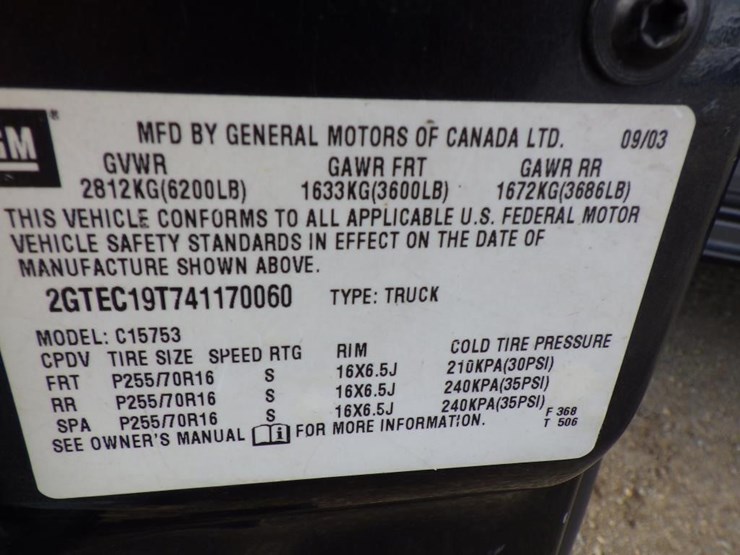 GM ®
MFD BY GENERAL MOTORS OF CANADA LTD. 09/03
GVWR GAWR FRT GAWR RR
2812KG(6200LB) 1633KG(3600LB) 1672KG(3686LB)
THIS VEHICLE CONFORMS TO ALL APPLICABLE U.S. FEDERAL MOTOR
VEHICLE SAFETY STANDARDS IN EFFECT ON THE DATE OF
MANUFACTURE SHOWN ABOVE.
2GTEC19T741170060 TYPE: TRUCK
MODEL: C15753
CPDV TIRE SIZE SPEED RTG RIM COLD TIRE PRESSURE
FRT P255/70R16 S 16X6.5J 210KPA(30PSI)
RR P255/70R16 S 16X6.5J 240KPA(35PSI)
SPA P255/70R16 S 16X6.5J 240KPA(35PSI)
SEE OWNER'S MANUAL i FOR MORE INFORMATION.
F 368
T 506